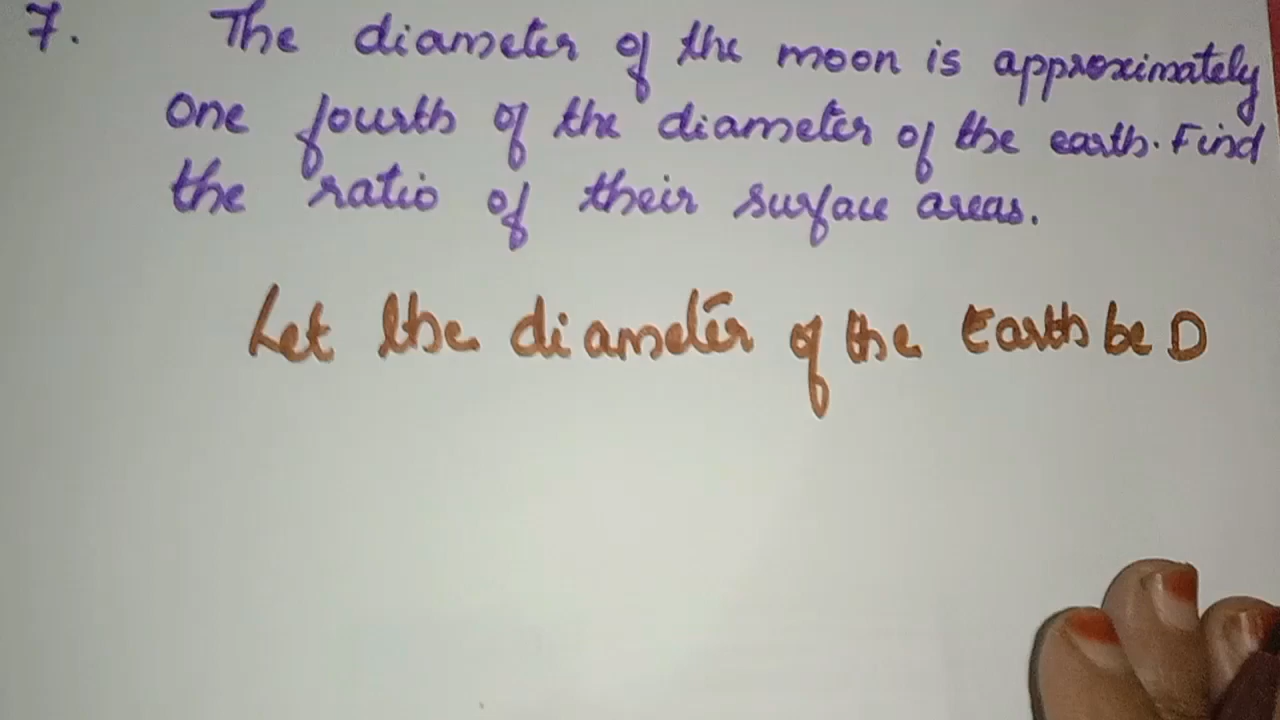 7. The diameter of the moon is approximately
one fourth of the diameter of the earth. Find
the ratio of their surface areas.
Let the diameter of the Earth be D